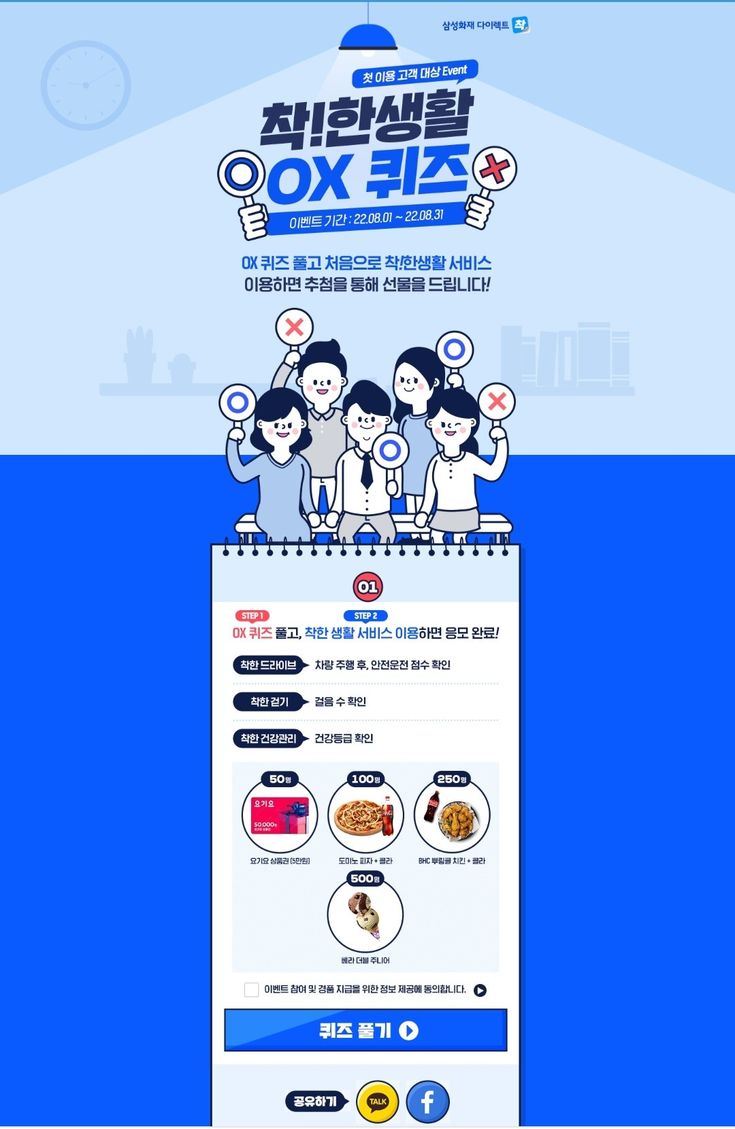 삼성화재 다이렉트 착
첫 이용 고객 대상 Event
착!한생활
OX 퀴즈
이벤트 기간 : 22.08.01 ~ 22.08.31
OX 퀴즈 풀고 처음으로 착!한생활 서비스
이용하면 추첨을 통해 선물을 드립니다!
01
STEP 1 STEP 2
OX 퀴즈 풀고, 착한 생활 서비스 이용하면 응모 완료!
착한 드라이브 차량 주행 후, 안전운전 점수 확인
착한 걷기 걸음 수 확인
착한 건강관리 건강등급 확인
50명 100명 250명
요기요
50,000원
요기요 상품권 (5만원) 도미노 피자 + 콜라 BHC 뿌링클 치킨 + 콜라
500명
베라 더블 주니어
이벤트 참여 및 경품 지급을 위한 정보 제공에 동의합니다.
퀴즈 풀기
공유하기 TALK f